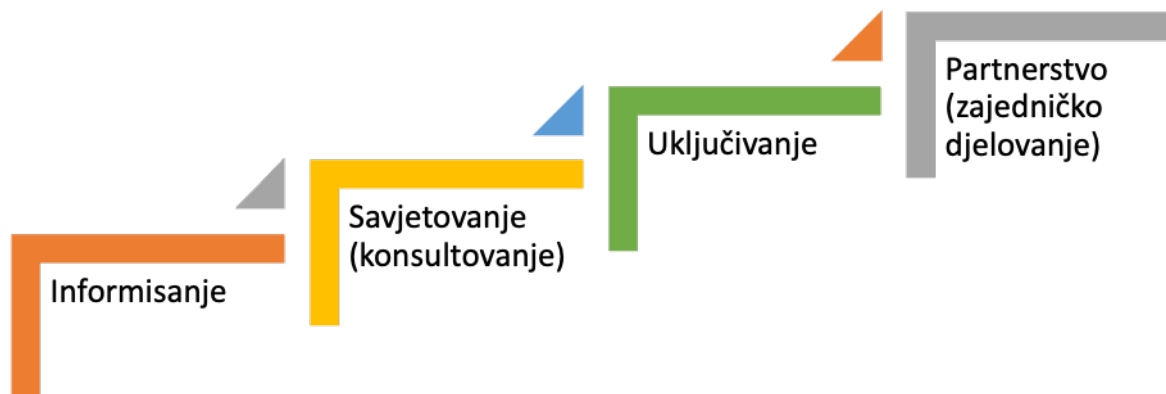 Informisanje
Savjetovanje
(konsultovanje)
Uključivanje
Partnerstvo
(zajedničko
djelovanje)